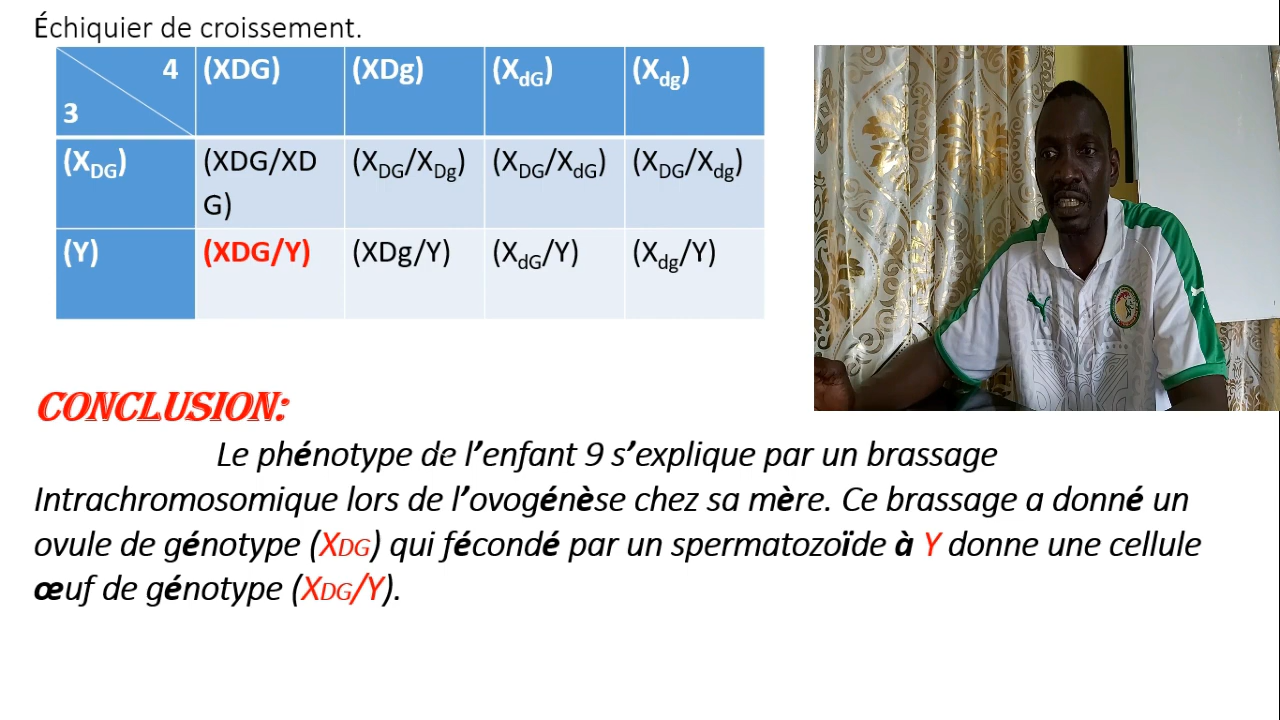 Échiquier de croissement.
4 (XDG) (XDg) (XdG) (Xdg)
3
(XDG) (XDG/XD (XDG/XDg) (XDG/XdG) (XDG/Xdg)
G)
(Y) (XDG/Y) (XDg/Y) (XdG/Y) (Xdg/Y)
CONCLUSION:
Le phénotype de l’enfant 9 s’explique par un brassage
Intrachromosomique lors de l’ovogénèse chez sa mère. Ce brassage a donné un
ovule de génotype (XDG) qui fécondé par un spermatozoïde à Y donne une cellule
œuf de génotype (XDG/Y).